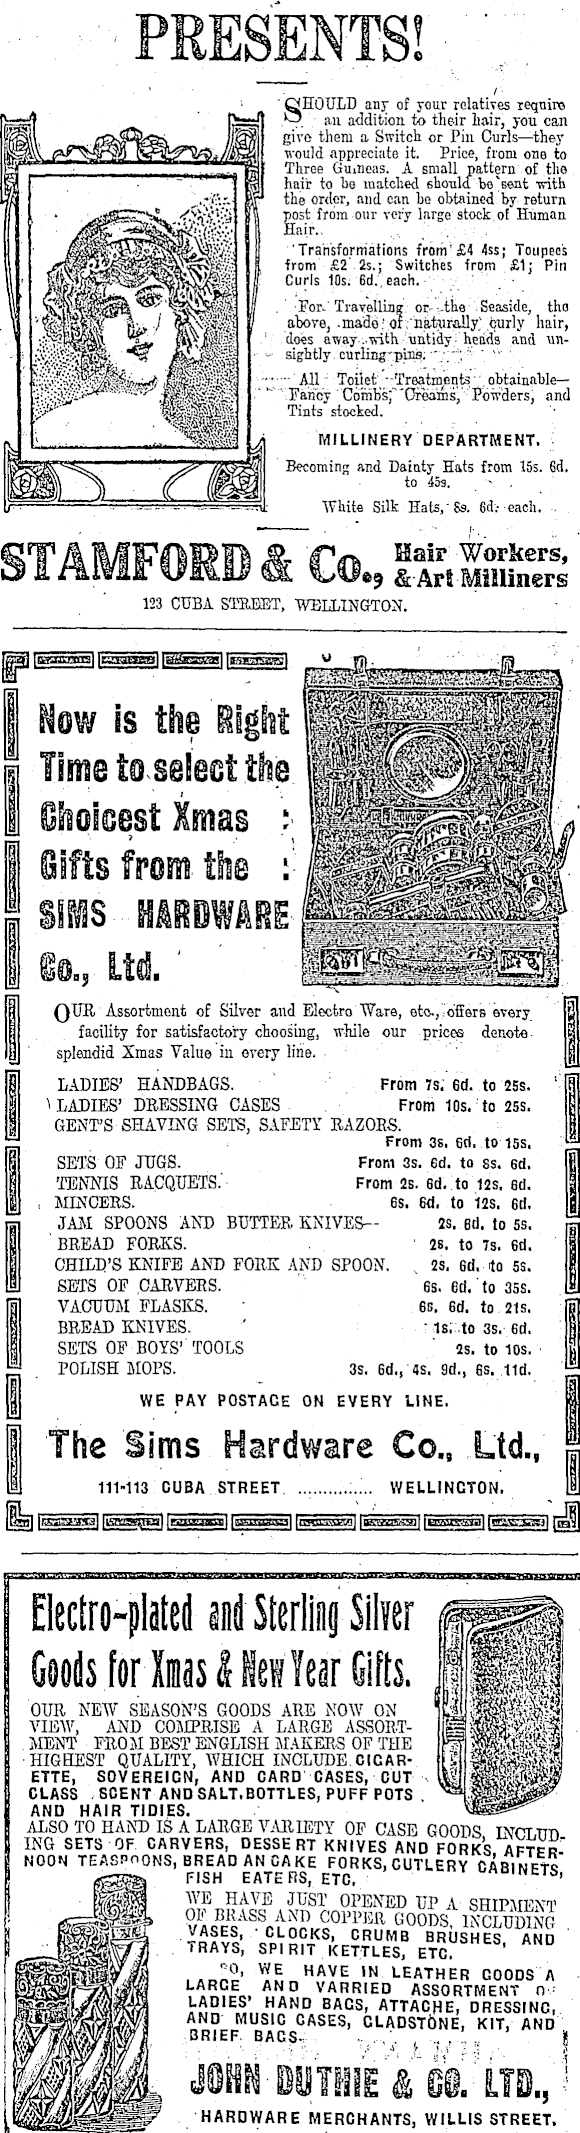 PRESENTS!
SHOULD any of your relatives require
an addition to their hair, you can
give them a Switch or Pin Curls—they
would appreciate it. Price, from one to
Three Guineas. A small pattern of the
hair to be matched should be sent with
the order, and can be obtained by return
post from our very large stock of Human
Hair.
Transformations from £4 4ss; Toupees
from £2 2s.; Switches from £1; Pin
Curls 10s. 6d. each.
For Travelling or the Seaside, the
above, made of naturally curly hair,
does away with untidy heads and un-
sightly curling pins.
All Toilet Treatments obtainable—
Fancy Combs, Creams, Powders, and
Tints stocked.
MILLINERY DEPARTMENT.
Becoming and Dainty Hats from 15s. 6d.
to 45s.
White Silk Hats, 8s. 6d. each.
STAMFORD & Co., Hair Workers,
& Art Milliners
123 CUBA STREET, WELLINGTON.
Now is the Right
Time to select the
Choicest Xmas :
Gifts from the :
SIMS HARDWARE
Co., Ltd.
OUR Assortment of Silver and Electro Ware, etc., offers every
facility for satisfactory choosing, while our prices denote
splendid Xmas Value in every line.
LADIES' HANDBAGS. From 7s. 6d. to 25s.
LADIES' DRESSING CASES From 10s. to 25s.
GENT'S SHAVING SETS, SAFETY RAZORS.
From 3s. 6d. to 15s.
SETS OF JUGS. From 3s. 6d. to 8s. 6d.
TENNIS RACQUETS. From 2s. 6d. to 12s. 6d.
MINCERS. 6s. 6d. to 12s. 6d.
JAM SPOONS AND BUTTER KNIVES-- 2s. 6d. to 5s.
BREAD FORKS. 2s. to 7s. 6d.
CHILD'S KNIFE AND FORK AND SPOON. 2s. 6d. to 5s.
SETS OF CARVERS. 6s. 6d. to 35s.
VACUUM FLASKS. 6s. 6d. to 21s.
BREAD KNIVES. 1s. to 3s. 6d.
SETS OF BOYS' TOOLS 2s. to 10s.
POLISH MOPS. 3s. 6d., 4s. 9d., 6s. 11d.
WE PAY POSTAGE ON EVERY LINE.
The Sims Hardware Co., Ltd.,
111-113 CUBA STREET ............... WELLINGTON.
Electro-plated and Sterling Silver
Goods for Xmas & New Year Gifts.
OUR NEW SEASON'S GOODS ARE NOW ON
VIEW, AND COMPRISE A LARGE ASSORT-
MENT FROM BEST ENGLISH MAKERS OF THE
HIGHEST QUALITY, WHICH INCLUDE CIGAR-
ETTE, SOVEREIGN, AND CARD CASES, CUT
GLASS SCENT AND SALT BOTTLES, PUFF POTS
AND HAIR TIDIES.
ALSO TO HAND IS A LARGE VARIETY OF CASE GOODS, INCLUD-
ING SETS OF CARVERS, DESSERT KNIVES AND FORKS, AFTER-
NOON TEASPOONS, BREAD AN CAKE FORKS, CUTLERY CABINETS,
FISH EATERS, ETC.
WE HAVE JUST OPENED UP A SHIPMENT
OF BRASS AND COPPER GOODS, INCLUDING
VASES, CLOCKS, CRUMB BRUSHES, AND
TRAYS, SPIRIT KETTLES, ETC.
SO, WE HAVE IN LEATHER GOODS A
LARGE AND VARRIED ASSORTMENT OF
LADIES' HAND BAGS, ATTACHE, DRESSING,
AND MUSIC CASES, GLADSTONE, KIT, AND
BRIEF BAGS.
JOHN DUTHIE & CO. LTD.,
HARDWARE MERCHANTS, WILLIS STREET.